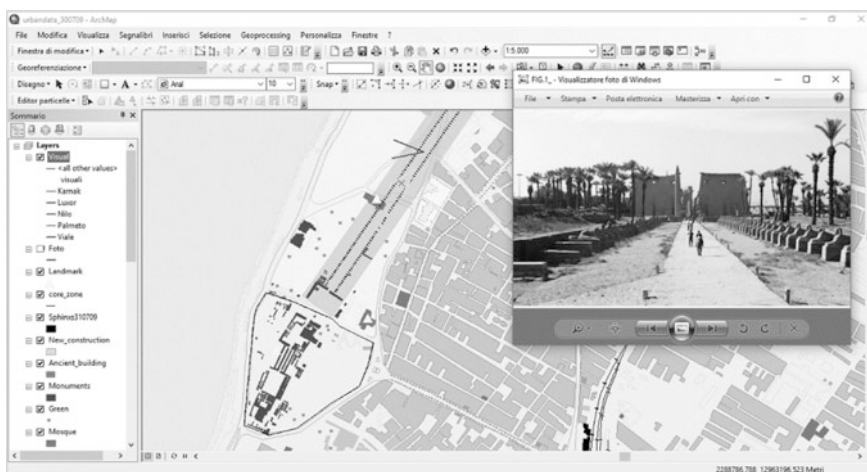 urbandata_300709 - ArcMap
File Modifica Visualizza Segnalibri Inserisci Selezione Geoprocessing Personalizza Finestre ?
Finestra di modifica 1:5.000
Georeferenziazione
Disegno A Arial 10 Snap
Editor particelle
Sommario
Layers
Visual
<all other values>
visuali
Karnak
Luxor
Nilo
Palmeto
Viale
Foto
Landmark
core_zone
Sphinxs310709
New_construction
Ancient_building
Monuments
Green
Mosque
FIG.1_ - Visualizzatore foto di Windows
File Stampa Posta elettronica Masterizza Apri con
2288786,788 12963196,523 Metri